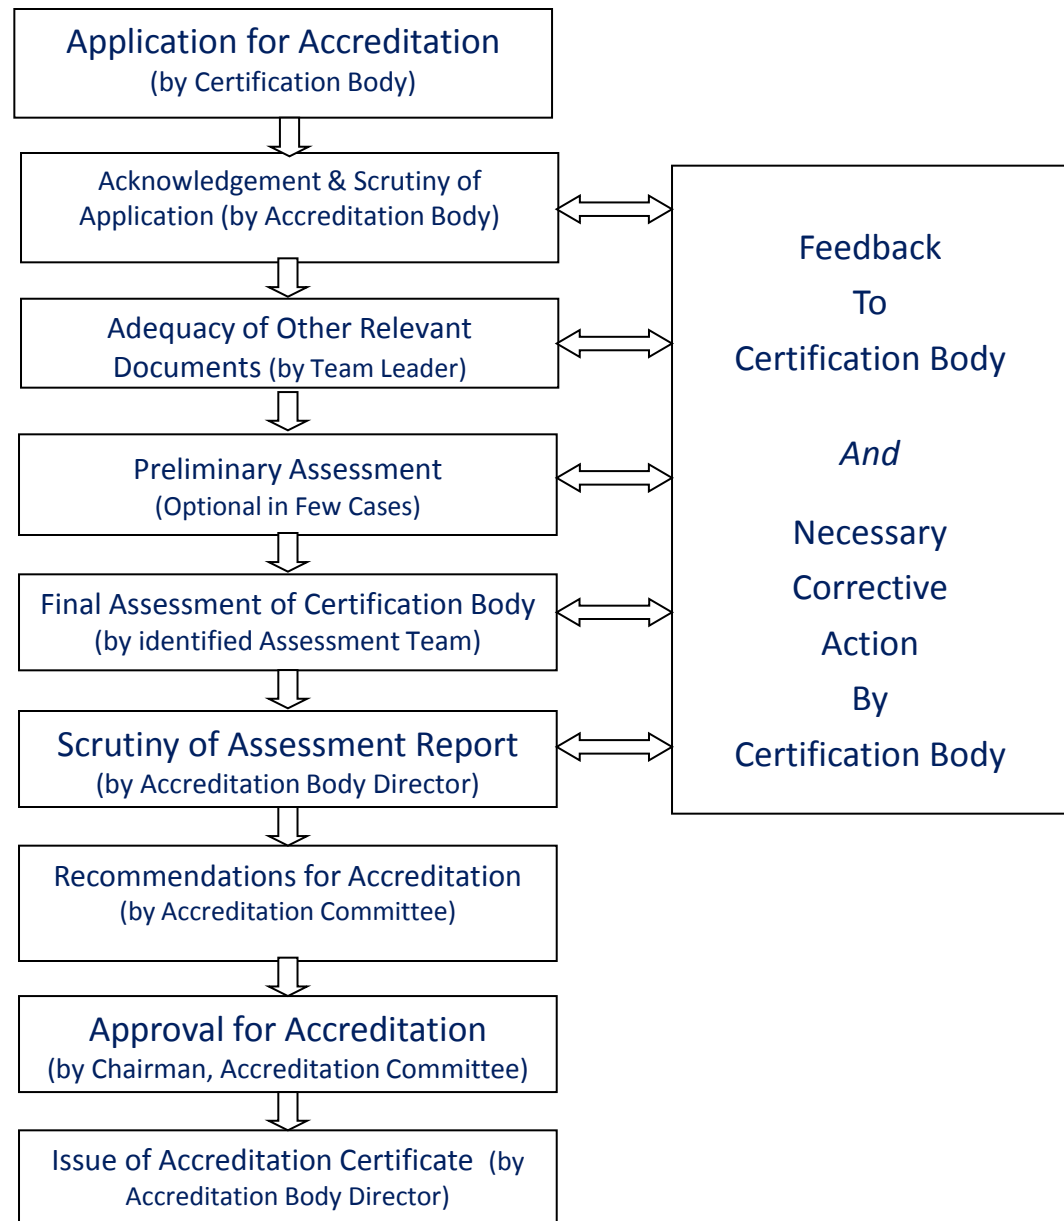 Application for Accreditation
(by Certification Body)
Acknowledgement & Scrutiny of
Application (by Accreditation Body)
Adequacy of Other Relevant
Documents (by Team Leader)
Preliminary Assessment
(Optional in Few Cases)
Final Assessment of Certification Body
(by identified Assessment Team)
Scrutiny of Assessment Report
(by Accreditation Body Director)
Recommendations for Accreditation
(by Accreditation Committee)
Approval for Accreditation
(by Chairman, Accreditation Committee)
Issue of Accreditation Certificate (by
Accreditation Body Director)
Feedback
To
Certification Body
And
Necessary
Corrective
Action
By
Certification Body